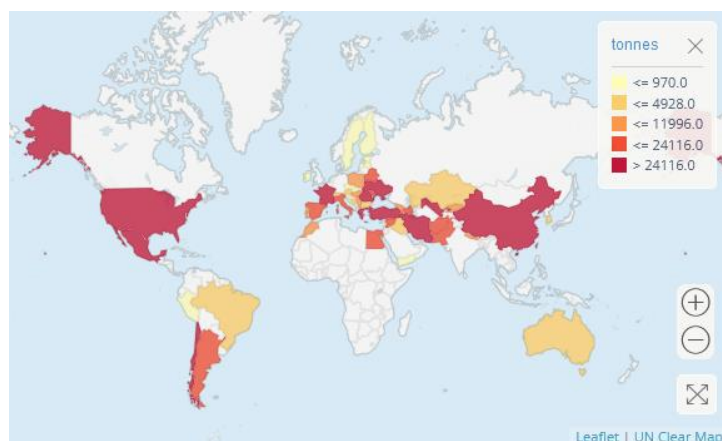 tonnes
<= 970.0
<= 4928.0
<= 11996.0
<= 24116.0
> 24116.0
Leaflet | UN Clear Map